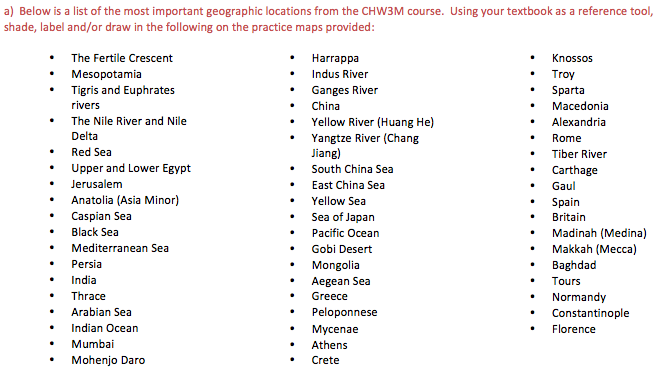 a) Below is a list of the most important geographic locations from the CHW3M course. Using your textbook as a reference tool,
shade, label and/or draw in the following on the practice maps provided:
• The Fertile Crescent
• Mesopotamia
• Tigris and Euphrates
rivers
• The Nile River and Nile
Delta
• Red Sea
• Upper and Lower Egypt
• Jerusalem
• Anatolia (Asia Minor)
• Caspian Sea
• Black Sea
• Mediterranean Sea
• Persia
• India
• Thrace
• Arabian Sea
• Indian Ocean
• Mumbai
• Mohenjo Daro
• Harrappa
• Indus River
• Ganges River
• China
• Yellow River (Huang He)
• Yangtze River (Chang
Jiang)
• South China Sea
• East China Sea
• Yellow Sea
• Sea of Japan
• Pacific Ocean
• Gobi Desert
• Mongolia
• Aegean Sea
• Greece
• Peloponnese
• Mycenae
• Athens
• Crete
• Knossos
• Troy
• Sparta
• Macedonia
• Alexandria
• Rome
• Tiber River
• Carthage
• Gaul
• Spain
• Britain
• Madinah (Medina)
• Makkah (Mecca)
• Baghdad
• Tours
• Normandy
• Constantinople
• Florence